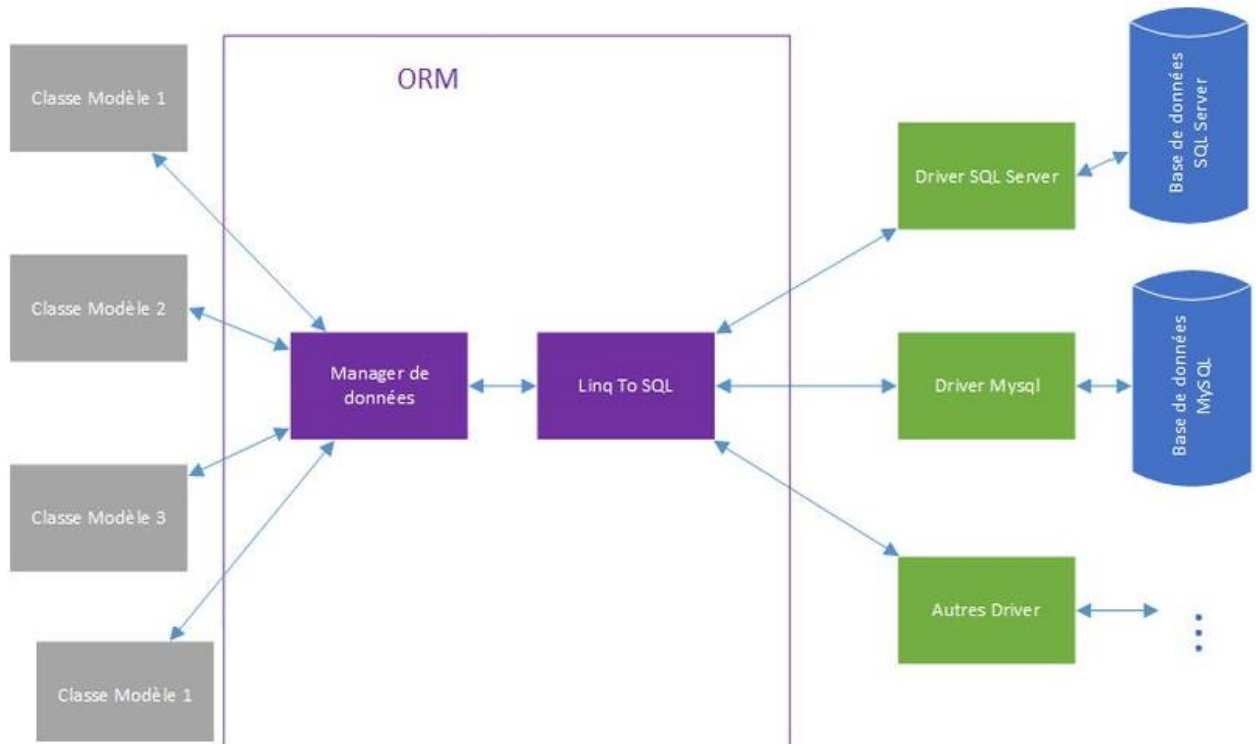 ORM
Classe Modèle 1
Classe Modèle 2
Classe Modèle 3
Classe Modèle 1
Manager de
données
Linq To SQL
Driver SQL Server
Driver Mysql
Autres Driver
Base de données
SQL Server
Base de données
MySQL